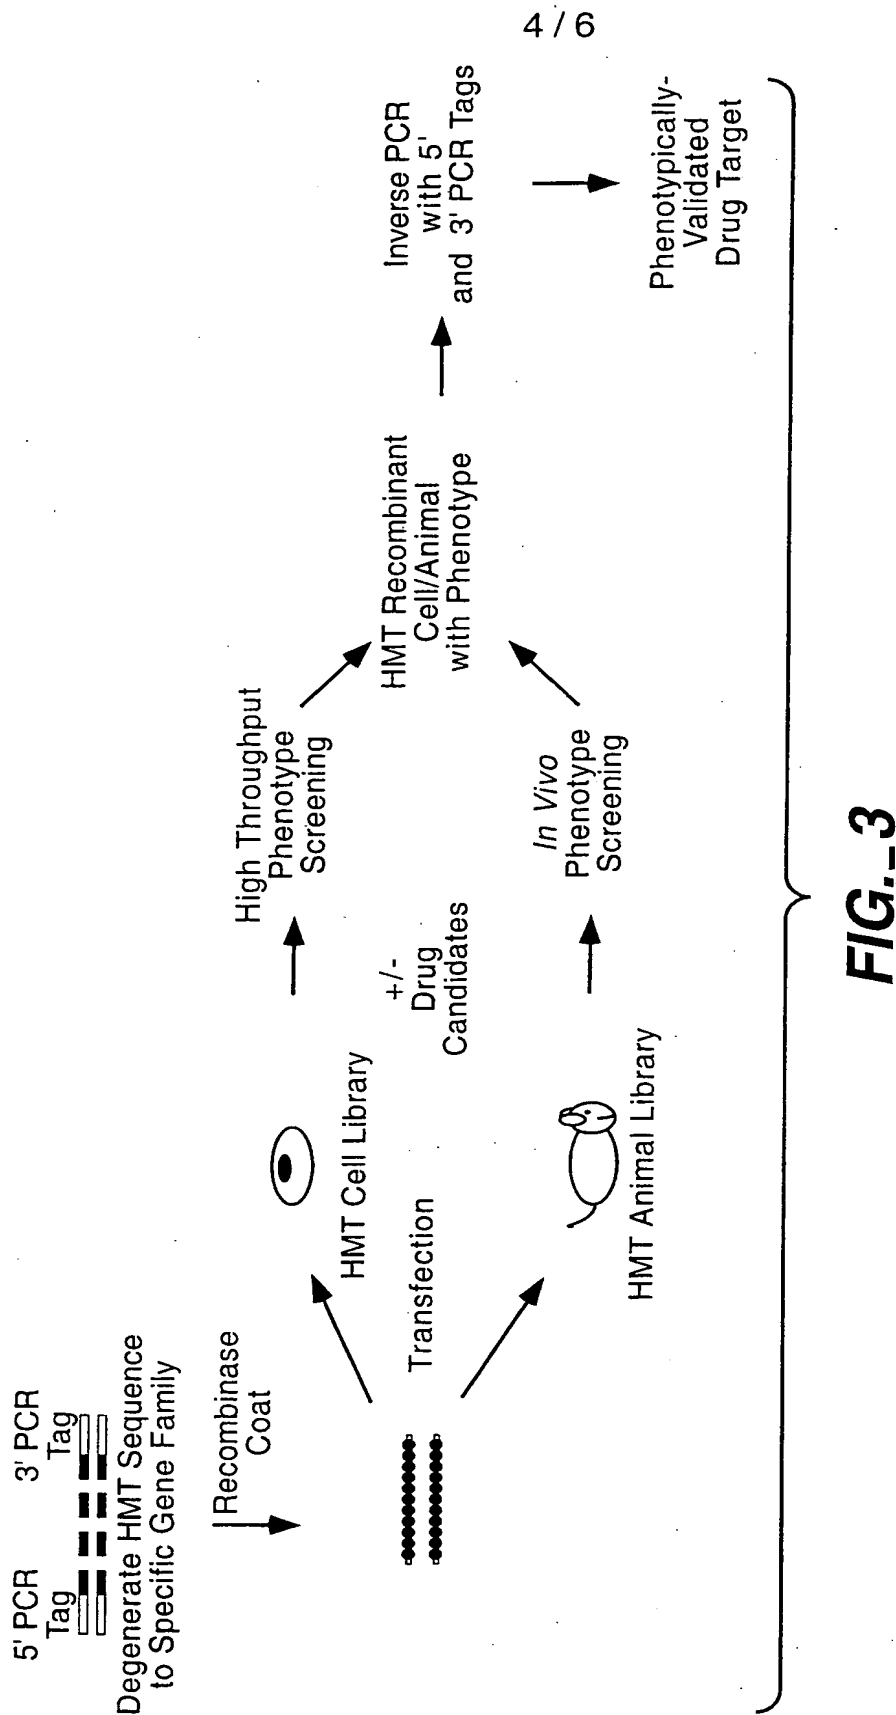 4/6
5' PCR
Tag
3' PCR
Tag
Degenerate HMT Sequence
to Specific Gene Family
Recombinase
Coat
Transfection
HMT Cell Library
HMT Animal Library
+/-
Drug
Candidates
High Throughput
Phenotype
Screening
In Vivo
Phenotype
Screening
HMT Recombinant
Cell/Animal
with Phenotype
Inverse PCR
with 5'
and 3' PCR Tags
Phenotypically-
Validated
Drug Target
FIG._3